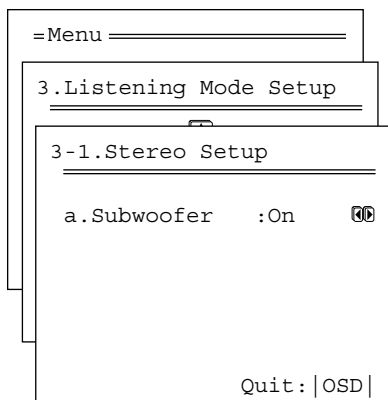 Menu
3.Listening Mode Setup
3-1.Stereo Setup
a.Subwoofer :On
Quit:|OSD|